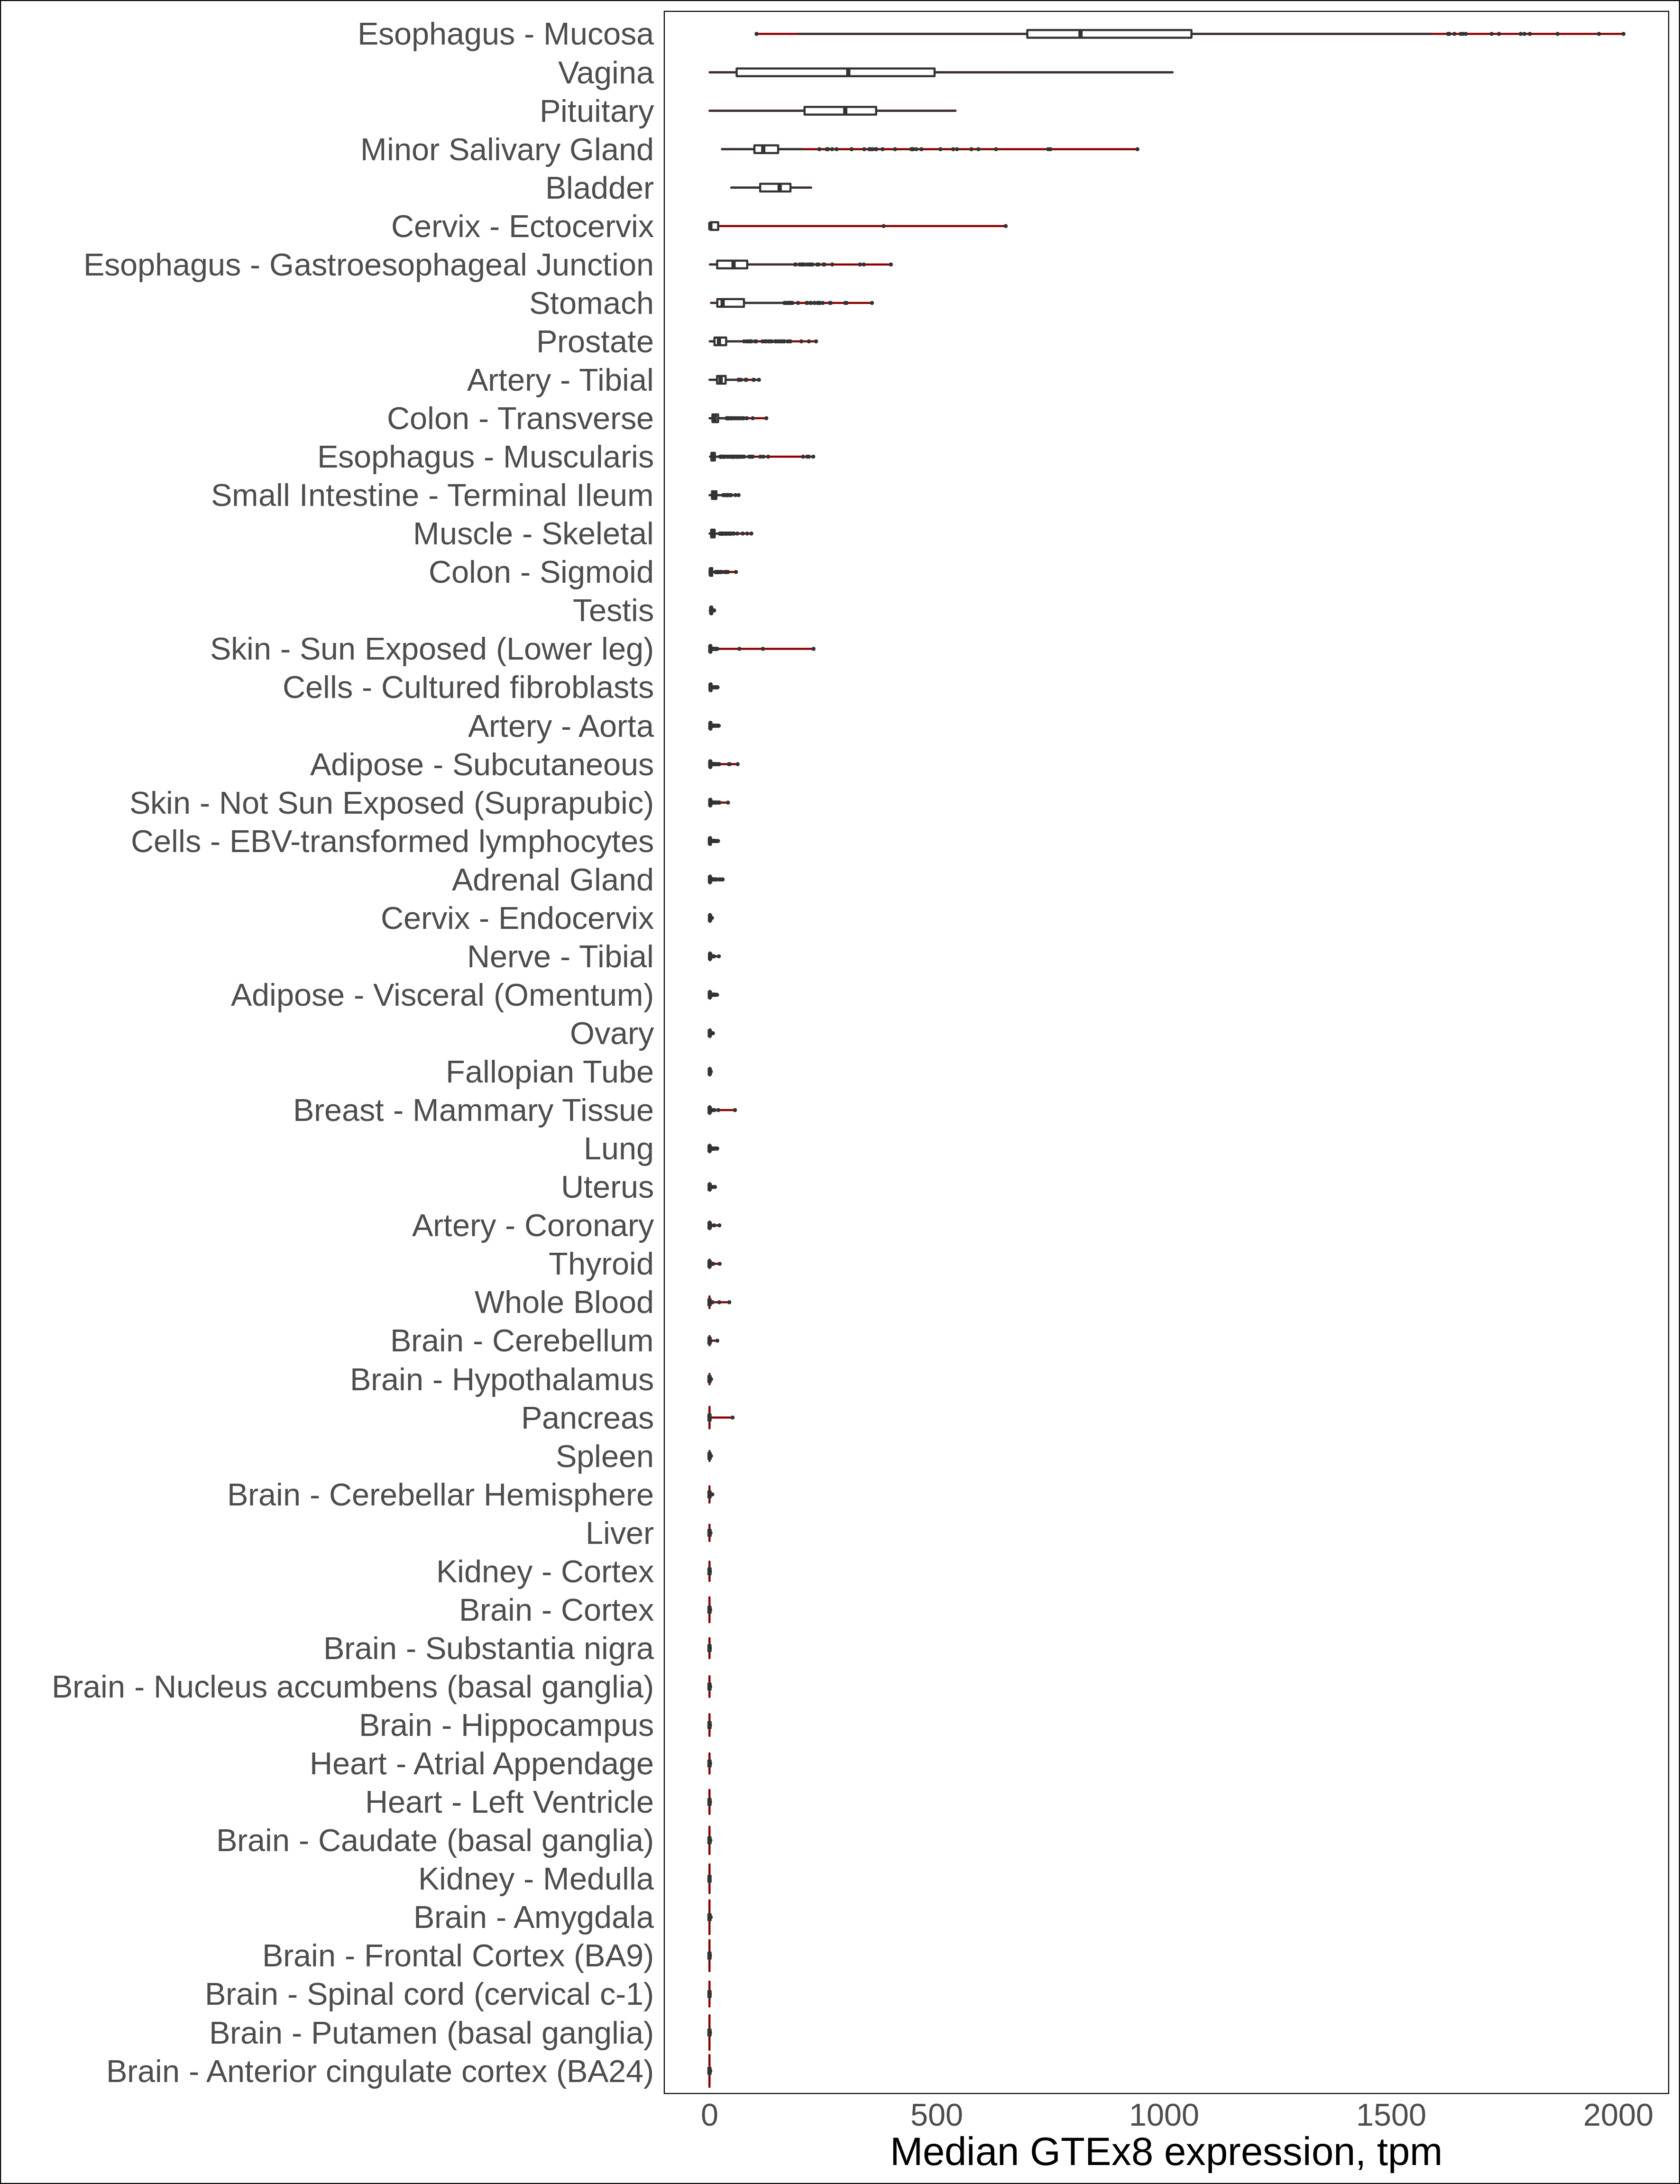 Esophagus - Mucosa
Vagina
Pituitary
Minor Salivary Gland
Bladder
Cervix - Ectocervix
Esophagus - Gastroesophageal Junction
Stomach
Prostate
Artery - Tibial
Colon - Transverse
Esophagus - Muscularis
Small Intestine - Terminal Ileum
Muscle - Skeletal
Colon - Sigmoid
Testis
Skin - Sun Exposed (Lower leg)
Cells - Cultured fibroblasts
Artery - Aorta
Adipose - Subcutaneous
Skin - Not Sun Exposed (Suprapubic)
Cells - EBV-transformed lymphocytes
Adrenal Gland
Cervix - Endocervix
Nerve - Tibial
Adipose - Visceral (Omentum)
Ovary
Fallopian Tube
Breast - Mammary Tissue
Lung
Uterus
Artery - Coronary
Thyroid
Whole Blood
Brain - Cerebellum
Brain - Hypothalamus
Pancreas
Spleen
Brain - Cerebellar Hemisphere
Liver
Kidney - Cortex
Brain - Cortex
Brain - Substantia nigra
Brain - Nucleus accumbens (basal ganglia)
Brain - Hippocampus
Heart - Atrial Appendage
Heart - Left Ventricle
Brain - Caudate (basal ganglia)
Kidney - Medulla
Brain - Amygdala
Brain - Frontal Cortex (BA9)
Brain - Spinal cord (cervical c-1)
Brain - Putamen (basal ganglia)
Brain - Anterior cingulate cortex (BA24)
0 500 1000 1500 2000
Median GTEx8 expression, tpm